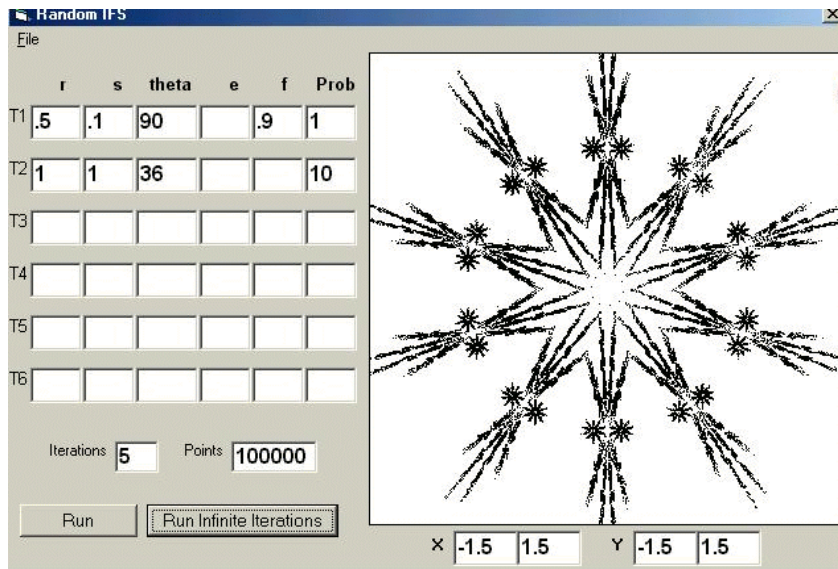 Random IFS
File
r s theta e f Prob
T1 .5 .1 90 .9 1
T2 1 1 36 10
T3
T4
T5
T6
Iterations 5 Points 100000
Run Run Infinite Iterations
X -1.5 1.5 Y -1.5 1.5